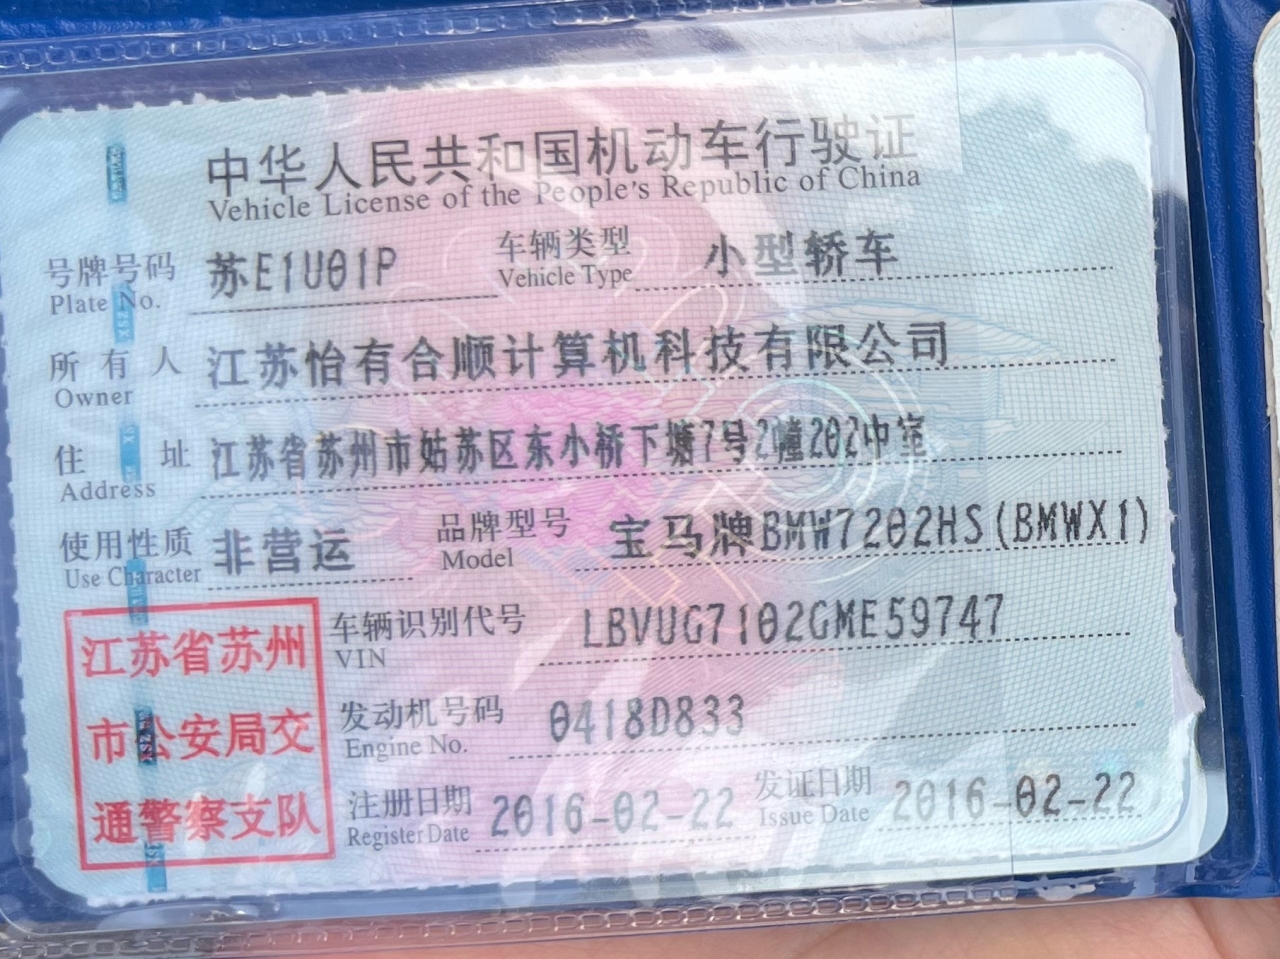 中华人民共和国机动车行驶证
Vehicle License of the People's Republic of China
号牌号码 苏E1U01P 车辆类型 小型轿车
Plate No. Vehicle Type
所有人 江苏怡有合顺计算机科技有限公司
Owner
住址 江苏省苏州市姑苏区东小桥下塘7号2幢202中室
Address
使用性质 非营运 品牌型号 宝马牌BMW7202HS(BMWX1)
Use Character Model
江苏省苏州
市公安局交
通警察支队
车辆识别代号 LBVUG7102GME59747
VIN
发动机号码 0418D833
Engine No.
注册日期 2016-02-22 发证日期 2016-02-22
Register Date Issue Date